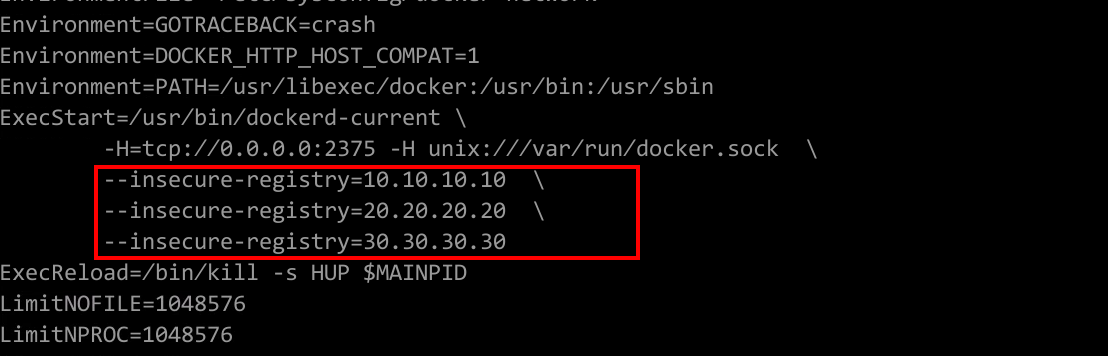 Environment=GOTRACEBACK=crash
Environment=DOCKER_HTTP_HOST_COMPAT=1
Environment=PATH=/usr/libexec/docker:/usr/bin:/usr/sbin
ExecStart=/usr/bin/dockerd-current \
-H=tcp://0.0.0.0:2375 -H unix:///var/run/docker.sock \
--insecure-registry=10.10.10.10 \
--insecure-registry=20.20.20.20 \
--insecure-registry=30.30.30.30
ExecReload=/bin/kill -s HUP $MAINPID
LimitNOFILE=1048576
LimitNPROC=1048576